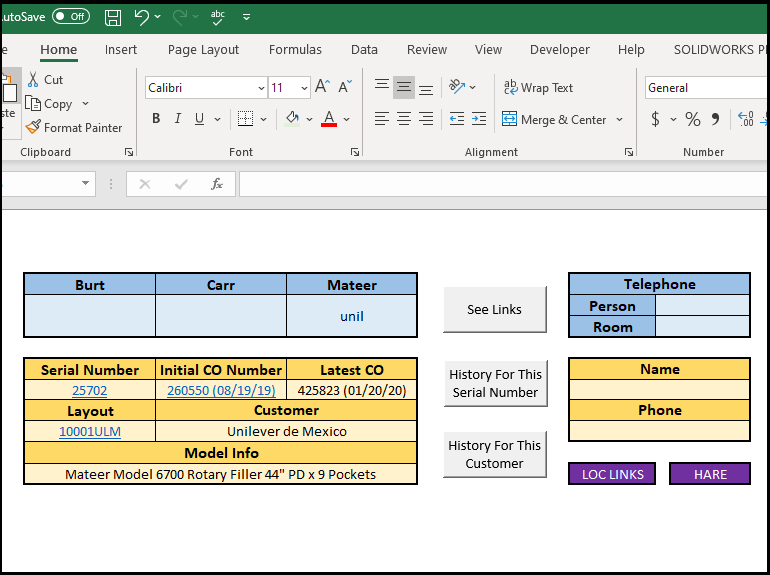 utoSave Off abc
e Home Insert Page Layout Formulas Data Review View Developer Help SOLIDWORKS P
Cut
Copy
ste
Format Painter
Clipboard
Calibri 11 A A
B I U A
Font
ab Wrap Text
Merge & Center
Alignment
General
$ % , .00
Number
fx
Burt Carr Mateer
unil
See Links
Telephone
Person
Room
Serial Number Initial CO Number Latest CO
25702 260550 (08/19/19) 425823 (01/20/20)
Layout Customer
10001ULM Unilever de Mexico
Model Info
Mateer Model 6700 Rotary Filler 44" PD x 9 Pockets
History For This
Serial Number
History For This
Customer
Name
Phone
LOC LINKS HARE